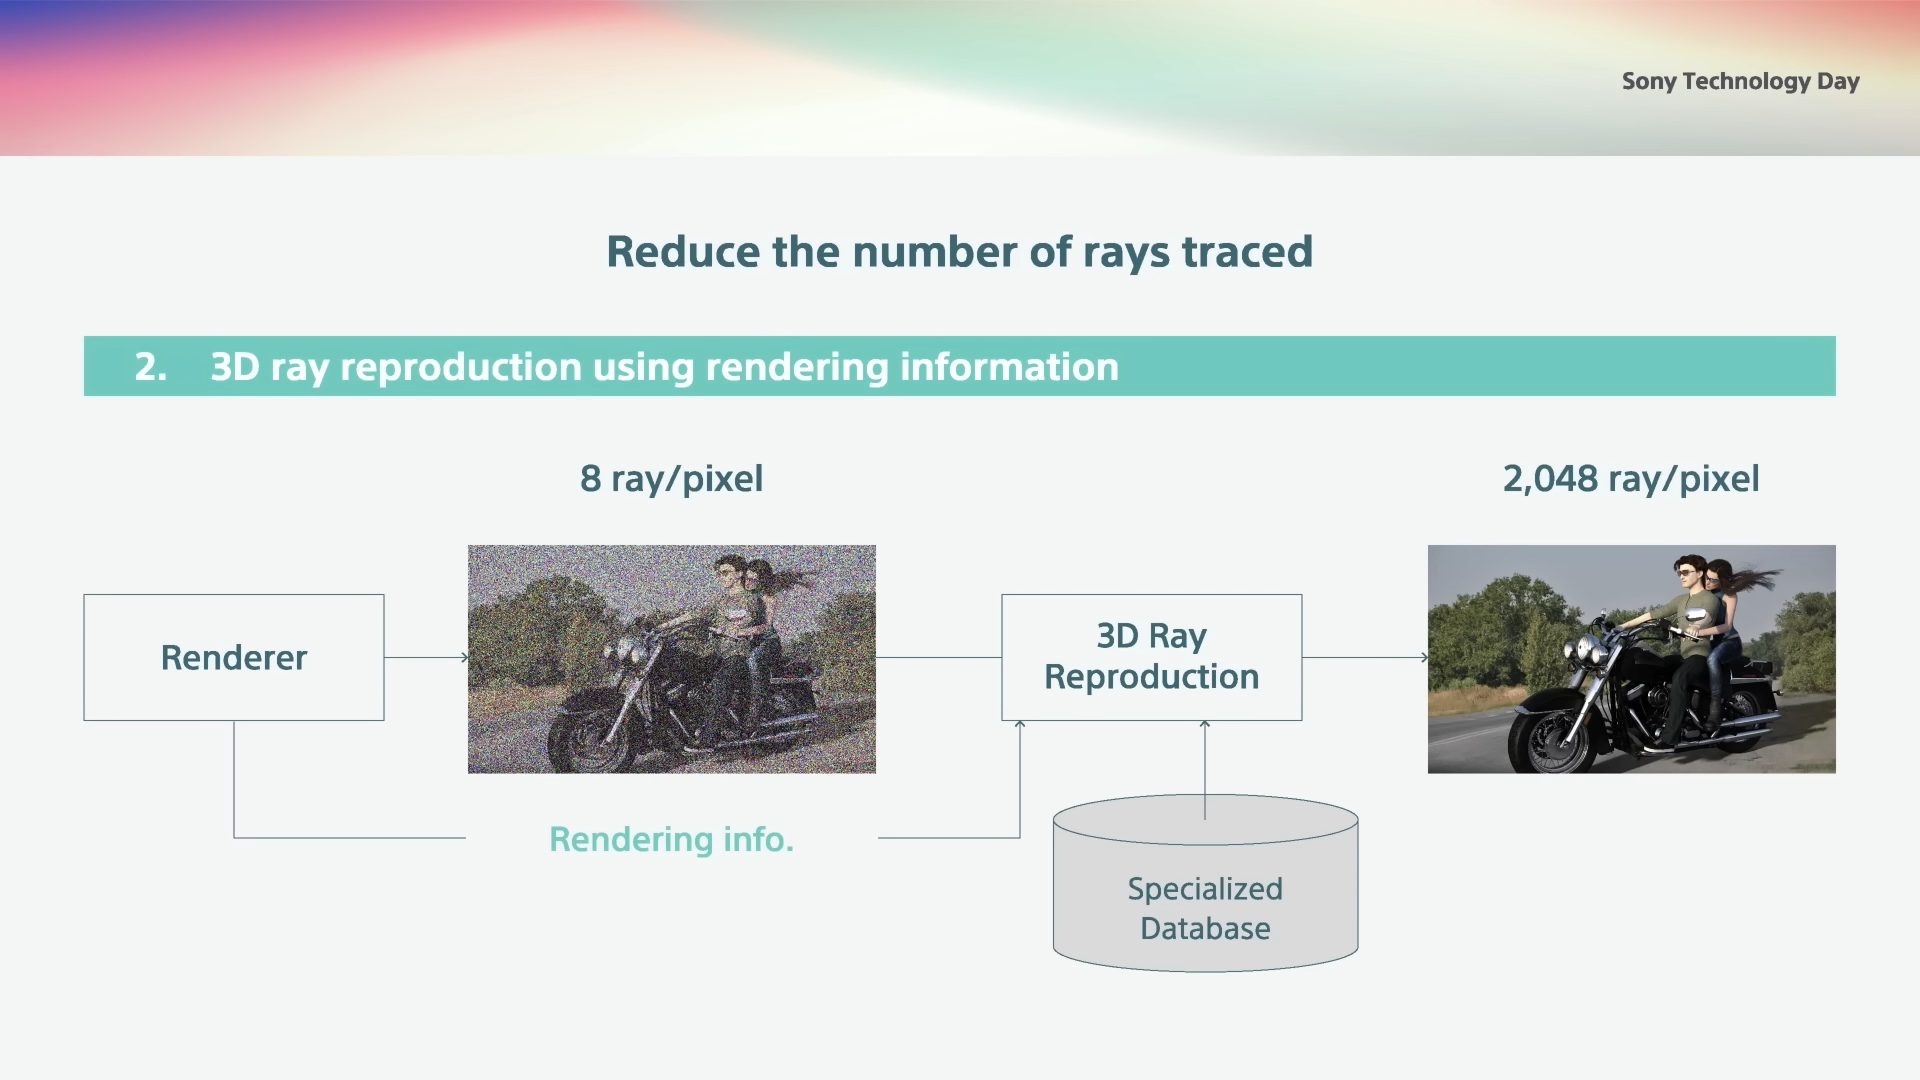 Sony Technology Day
Reduce the number of rays traced
2. 3D ray reproduction using rendering information
8 ray/pixel
2,048 ray/pixel
Renderer
3D Ray
Reproduction
Rendering info.
Specialized
Database